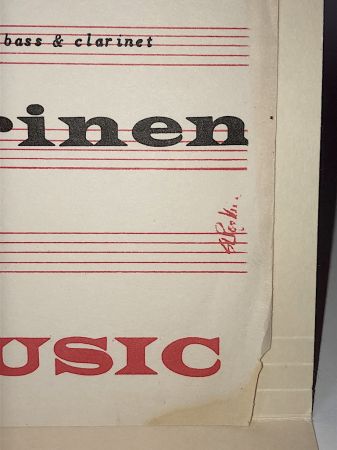 bass & clarinet
rinen
USIC